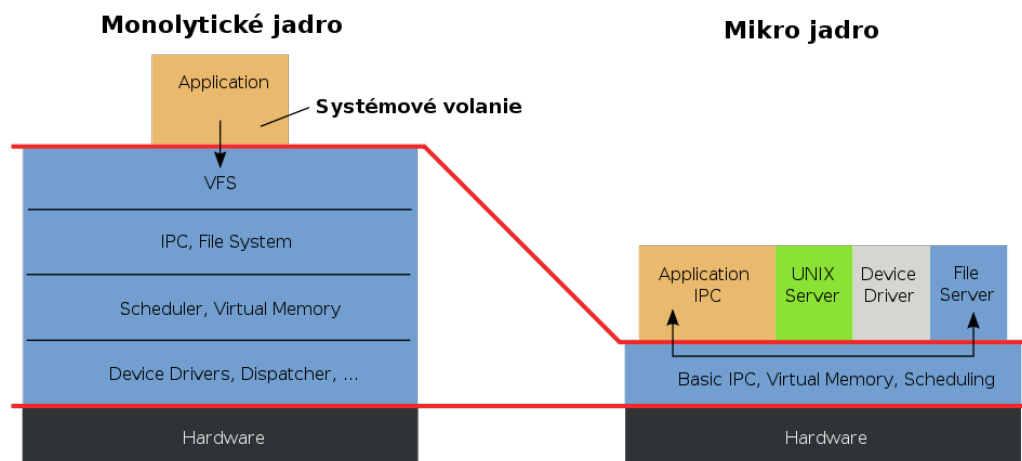 Monolytické jadro
Application
Systémové volanie
VFS
IPC, File System
Scheduler, Virtual Memory
Device Drivers, Dispatcher, ...
Hardware
Mikro jadro
Application
IPC
UNIX
Server
Device
Driver
File
Server
Basic IPC, Virtual Memory, Scheduling
Hardware